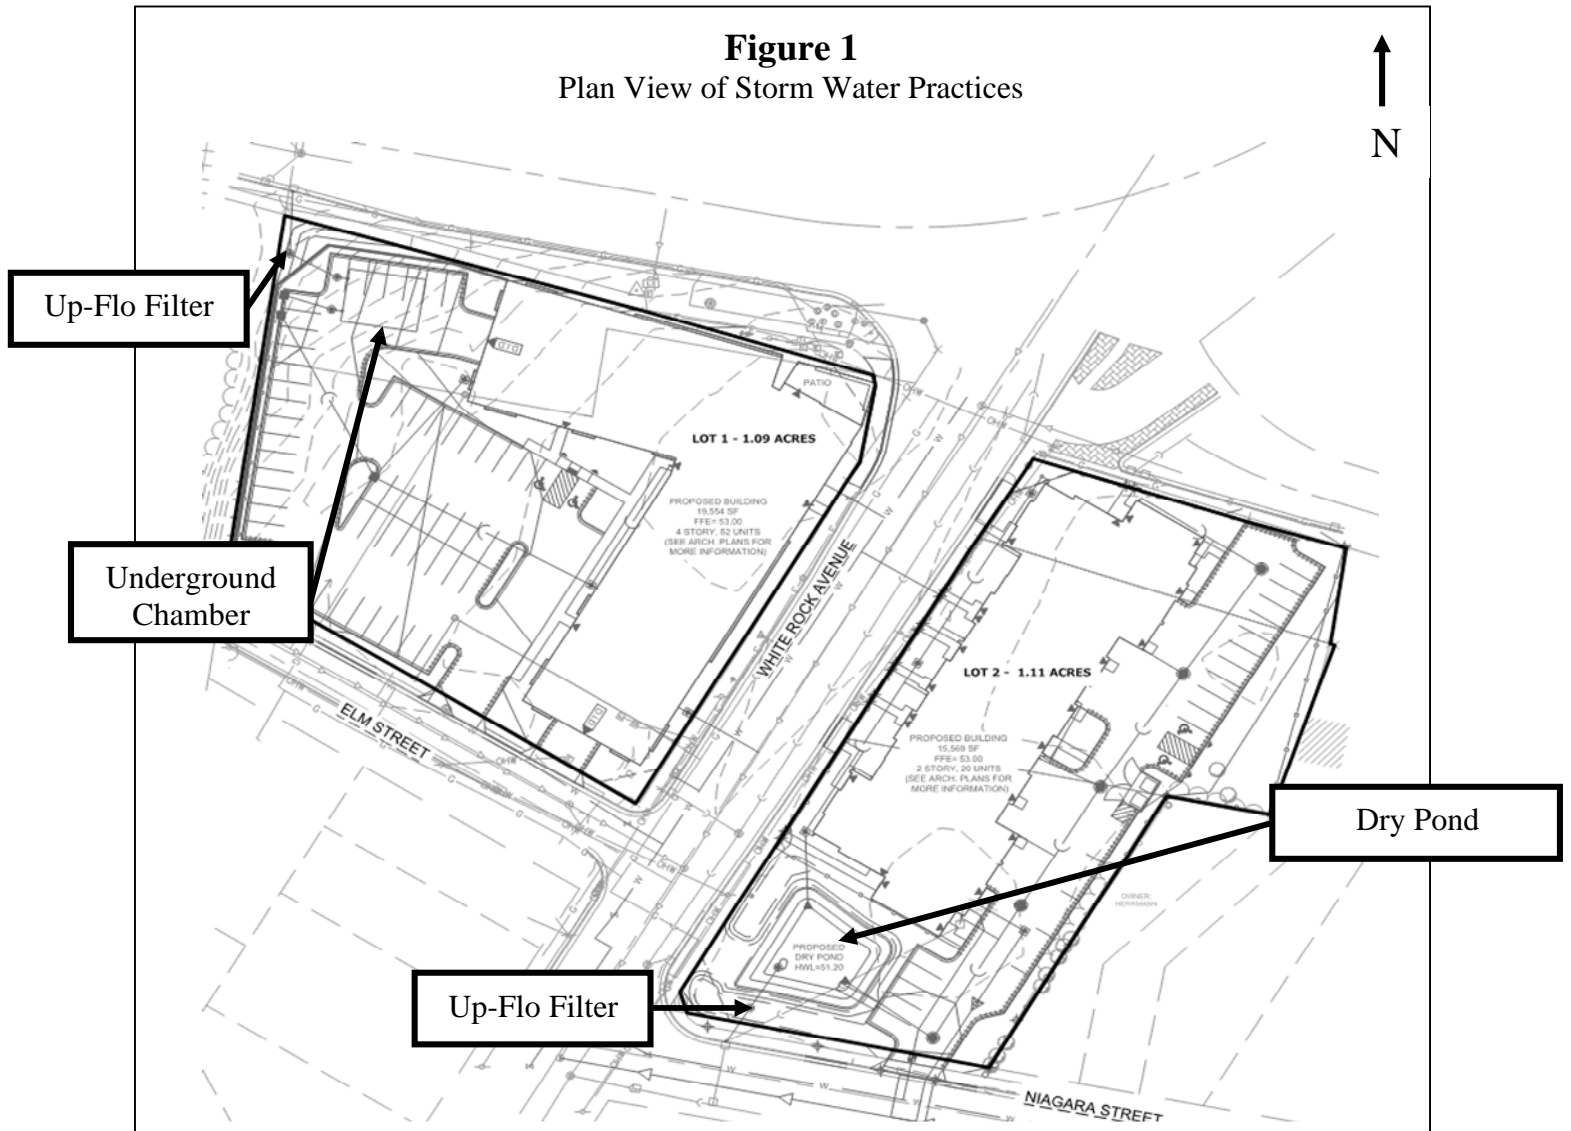 Figure 1
Plan View of Storm Water Practices
N
Up-Flo Filter
PATIO
LOT 1 - 1.09 ACRES
PROPOSED BUILDING
19,554 SF
FFE= 53.00
4 STORY, 52 UNITS
(SEE ARCH. PLANS FOR
MORE INFORMATION)
Underground
Chamber
WHITE ROCK AVENUE
LOT 2 - 1.11 ACRES
ELM STREET
PROPOSED BUILDING
15,569 SF
FFE= 53.00
2 STORY, 20 UNITS
(SEE ARCH. PLANS FOR
MORE INFORMATION)
Dry Pond
OWNER:
HERRMANN
PROPOSED
DRY POND
HWL=51.20
Up-Flo Filter
NIAGARA STREET